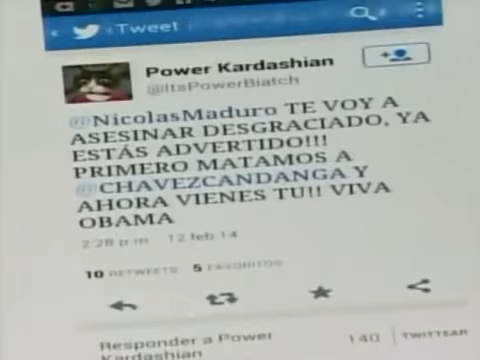 Tweet
Power Kardashian
@ItsPowerBiatch
@NicolasMaduro TE VOY A
ASESINAR DESGRACIADO, YA
ESTÁS ADVERTIDO!!!
PRIMERO MATAMOS A
@CHAVEZCANDANGA Y
AHORA VIENES TU!! VIVA
OBAMA
2:28 p.m. 12 feb 14
10 RETWEETS 5 FAVORITOS
Responder a Power
Kardashian
140 TWITTEAR